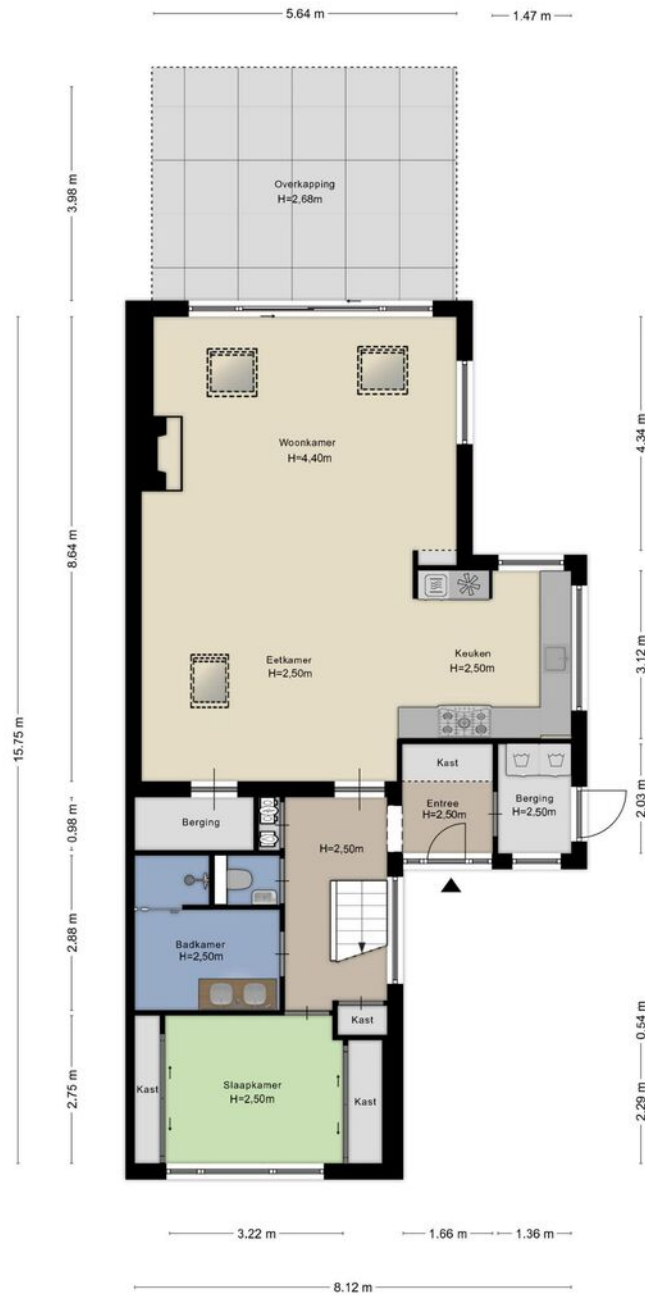 5.64 m
1.47 m
3.98 m
Overkapping
H=2,68m
15.75 m
8.64 m
4.34 m
Woonkamer
H=4,40m
Eetkamer
H=2,50m
Keuken
H=2,50m
3.12 m
Kast
Entree
H=2,50m
Berging
H=2,50m
2.03 m
0.98 m
Berging
H=2,50m
2.88 m
Badkamer
H=2,50m
Kast
0.54 m
2.75 m
Kast
Slaapkamer
H=2,50m
Kast
2.29 m
3.22 m
1.66 m
1.36 m
8.12 m